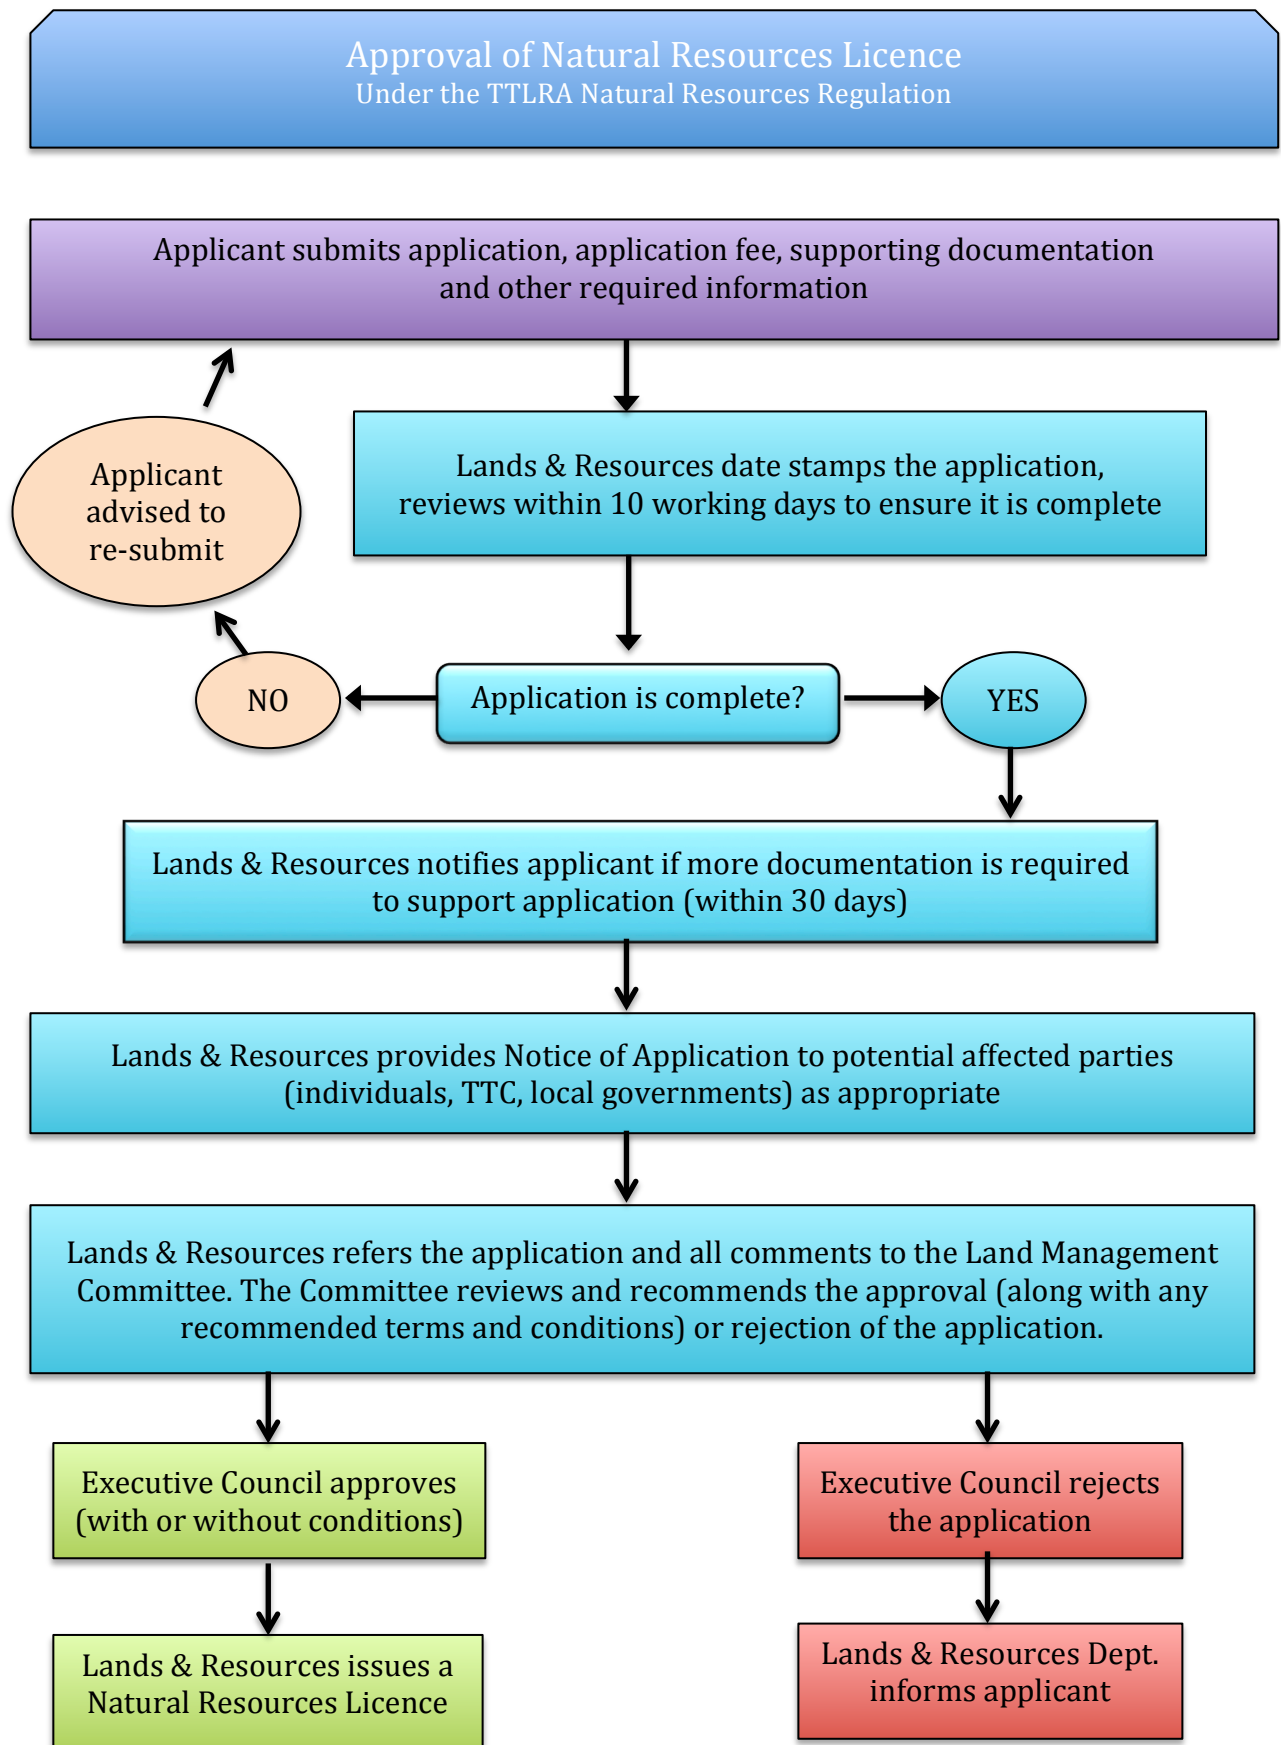 Approval of Natural Resources Licence
Under the TTLRA Natural Resources Regulation
Applicant submits application, application fee, supporting documentation
and other required information
Applicant
advised to
re-submit
Lands & Resources date stamps the application,
reviews within 10 working days to ensure it is complete
NO
Application is complete?
YES
Lands & Resources notifies applicant if more documentation is required
to support application (within 30 days)
Lands & Resources provides Notice of Application to potential affected parties
(individuals, TTC, local governments) as appropriate
Lands & Resources refers the application and all comments to the Land Management
Committee. The Committee reviews and recommends the approval (along with any
recommended terms and conditions) or rejection of the application.
Executive Council approves
(with or without conditions)
Executive Council rejects
the application
Lands & Resources issues a
Natural Resources Licence
Lands & Resources Dept.
informs applicant